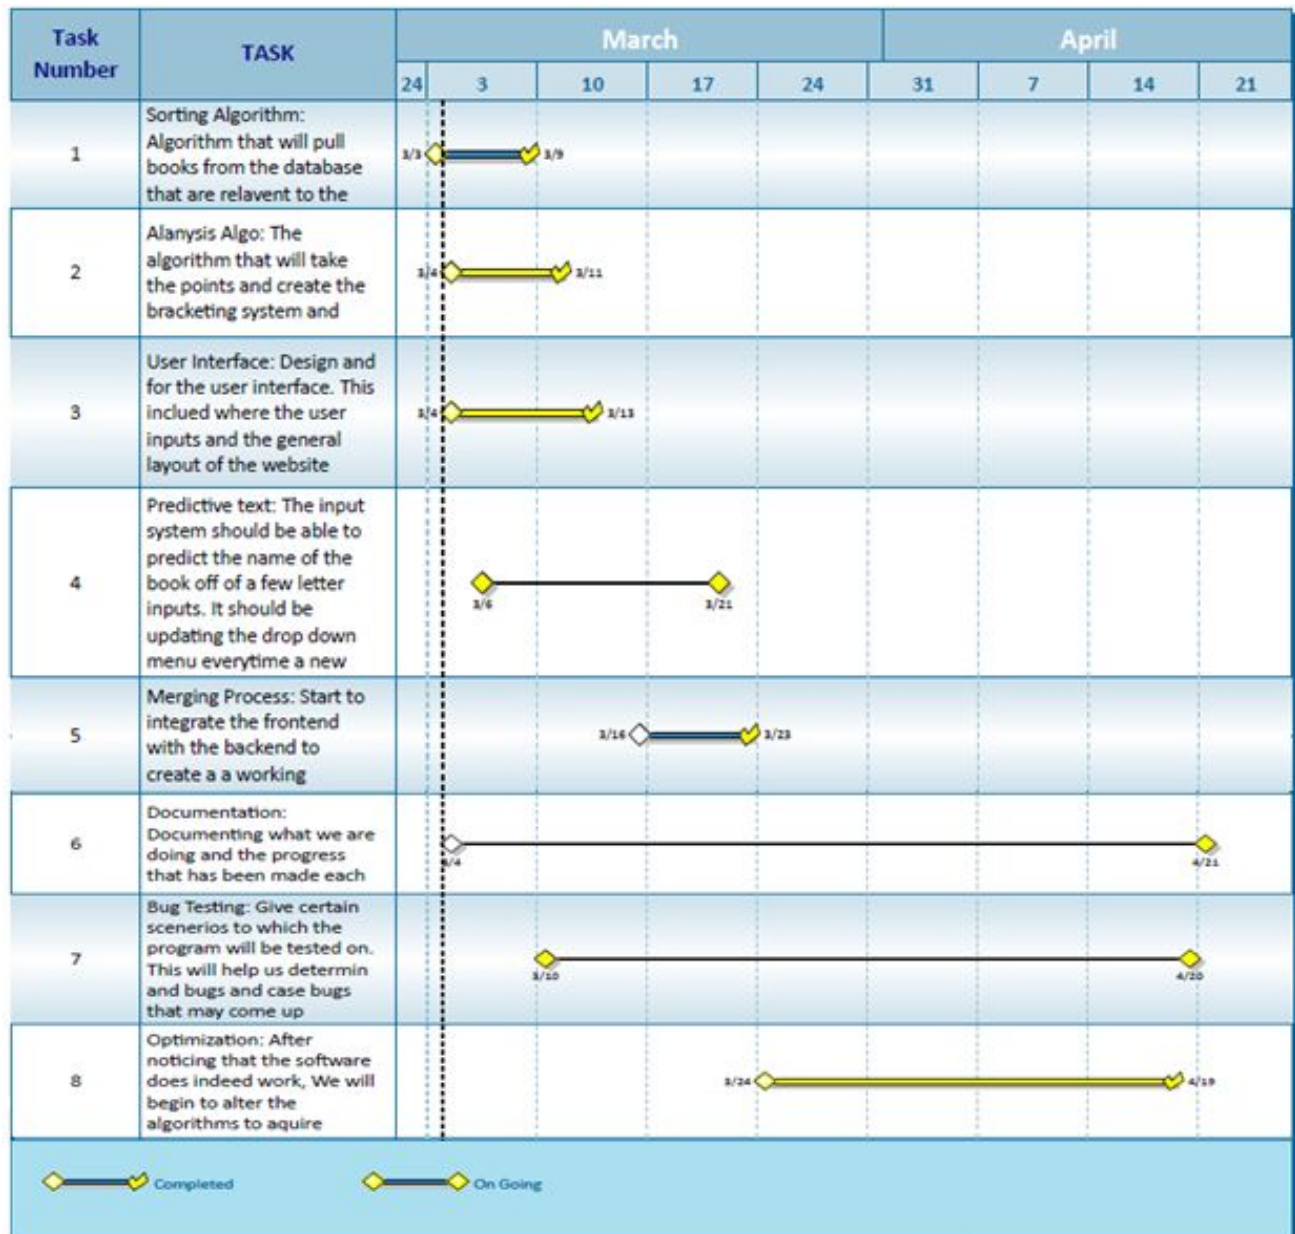 Task Number
TASK
March
April
24
3
10
17
24
31
7
14
21
1
Sorting Algorithm:
Algorithm that will pull
books from the database
that are relavent to the
3/3
3/9
2
Alanysis Algo: The
algorithm that will take
the points and create the
bracketing system and
3/4
3/11
3
User Interface: Design and
for the user interface. This
inclued where the user
inputs and the general
layout of the website
3/4
3/13
4
Predictive text: The input
system should be able to
predict the name of the
book off of a few letter
inputs. It should be
updating the drop down
menu everytime a new
3/6
3/21
5
Merging Process: Start to
integrate the frontend
with the backend to
create a a working
3/16
3/23
6
Documentation:
Documenting what we are
doing and the progress
that has been made each
3/4
4/21
7
Bug Testing: Give certain
scenerios to which the
program will be tested on.
This will help us determin
and bugs and case bugs
that may come up
3/10
4/20
8
Optimization: After
noticing that the software
does indeed work, We will
begin to alter the
algorithms to aquire
3/24
4/19
Completed
On Going